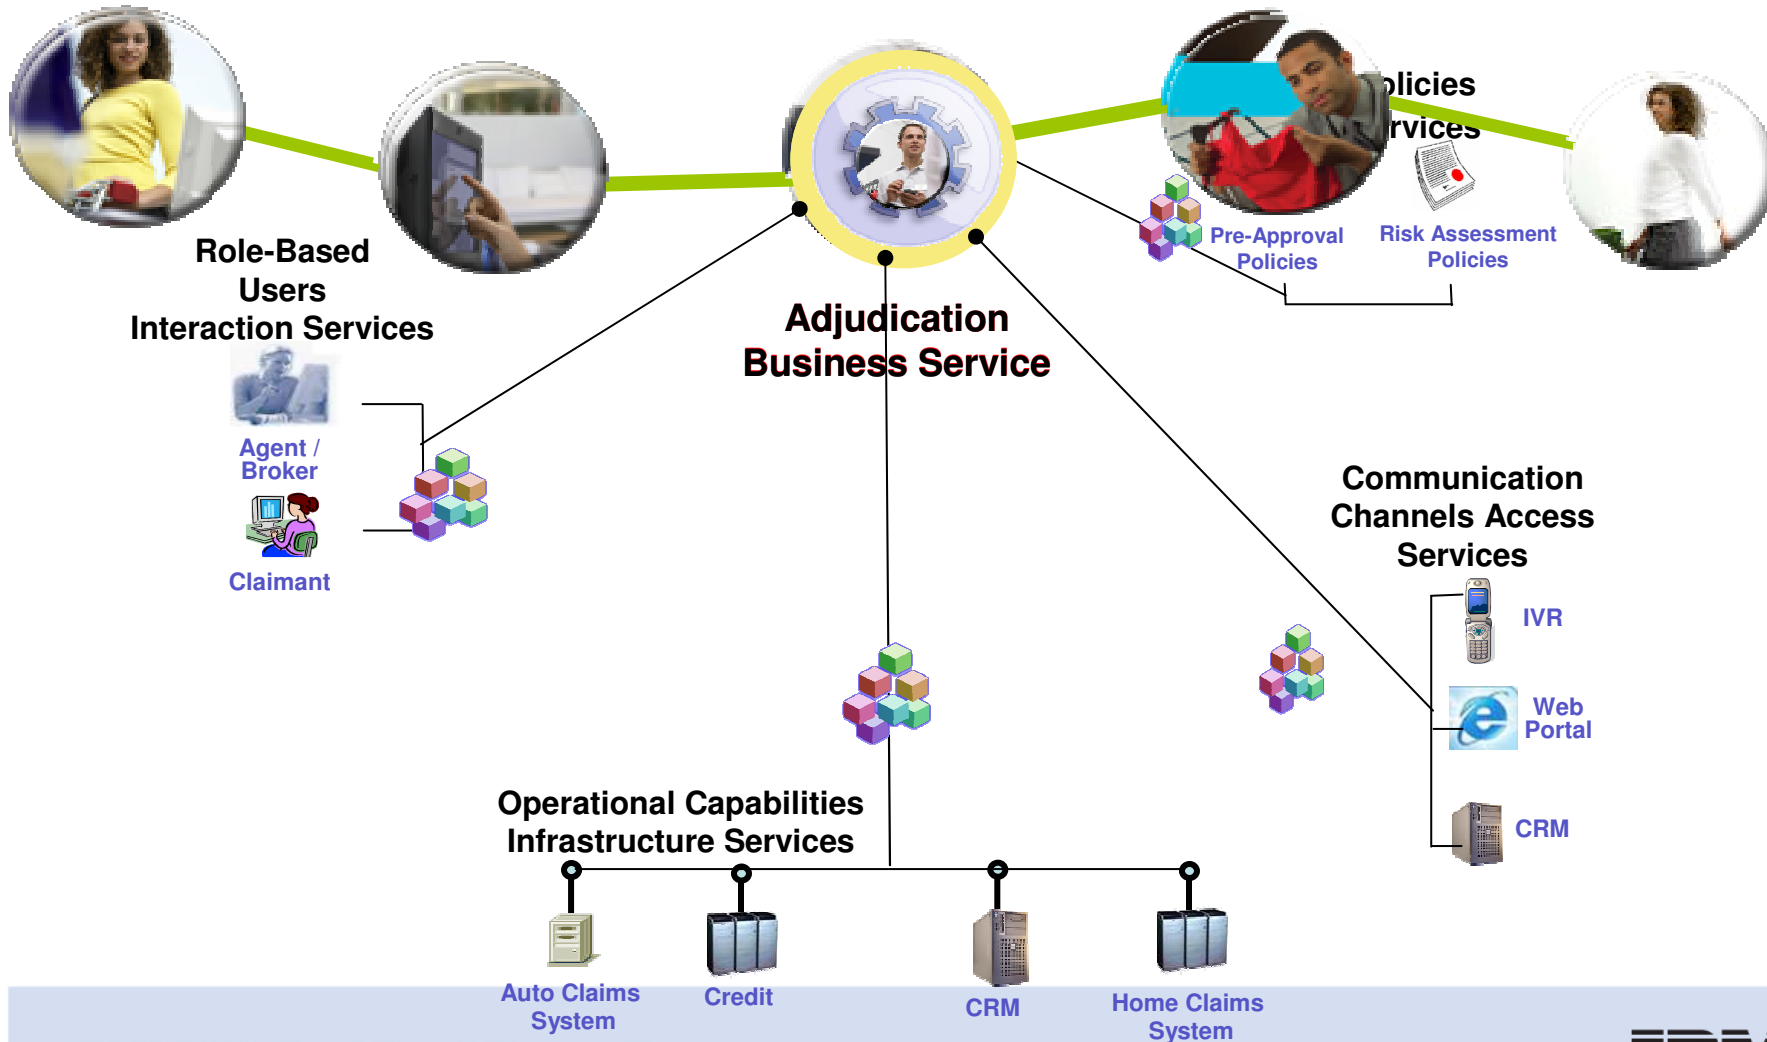 olicies
rvices
Pre-Approval
Policies
Risk Assessment
Policies
Role-Based
Users
Interaction Services
Adjudication
Business Service
Agent /
Broker
Claimant
Communication
Channels Access
Services
IVR
Web
Portal
CRM
Operational Capabilities
Infrastructure Services
Auto Claims
System
Credit
CRM
Home Claims
System